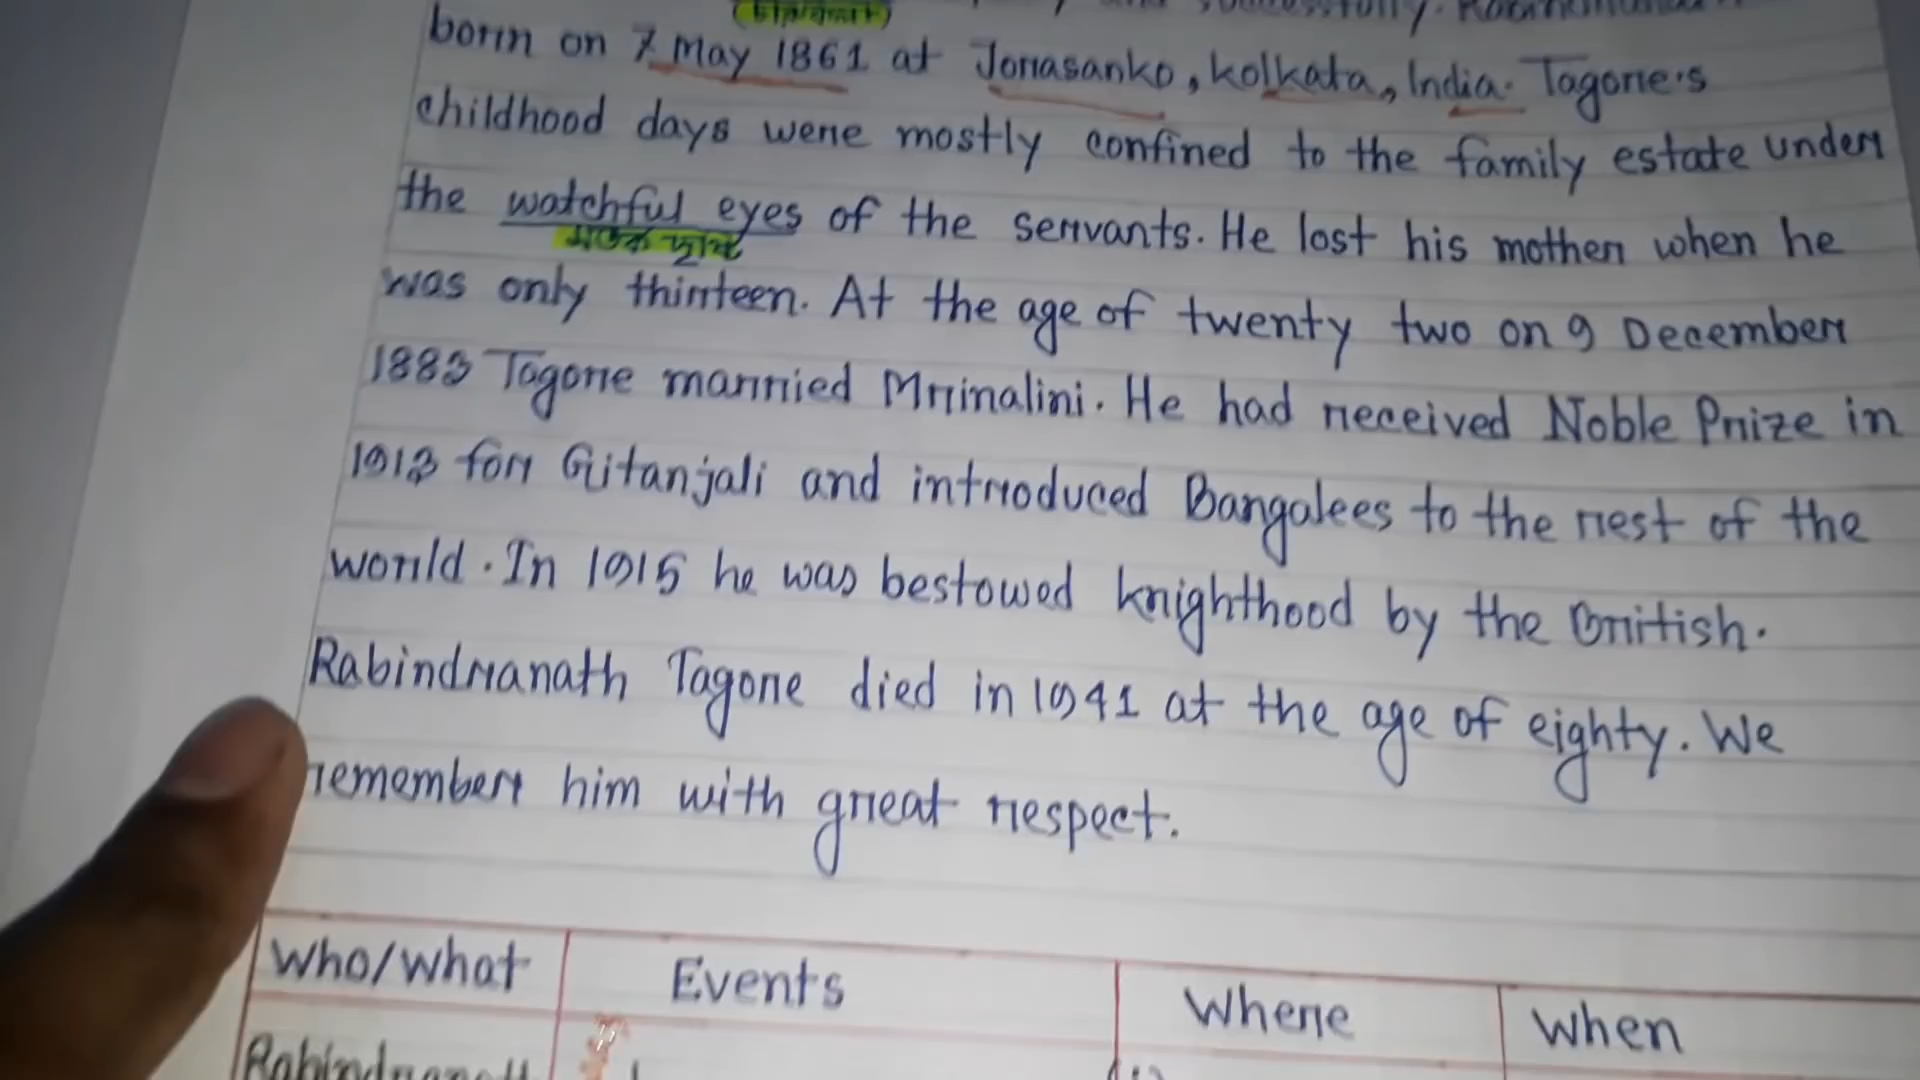 successfully.
born on 7 May 1861 at Jorasanko, Kolkata, India. Tagore's
childhood days were mostly confined to the family estate under
the watchful eyes of the servants. He lost his mother when he
was only thirteen. At the age of twenty two on 9 December
1883 Tagore married Mrinalini. He had received Noble Prize in
1913 for Gitanjali and introduced Bangalees to the rest of the
world. In 1915 he was bestowed knighthood by the British.
Rabindranath Tagore died in 1941 at the age of eighty. We
remember him with great respect.
Who/What Events Where When
Rabindranath